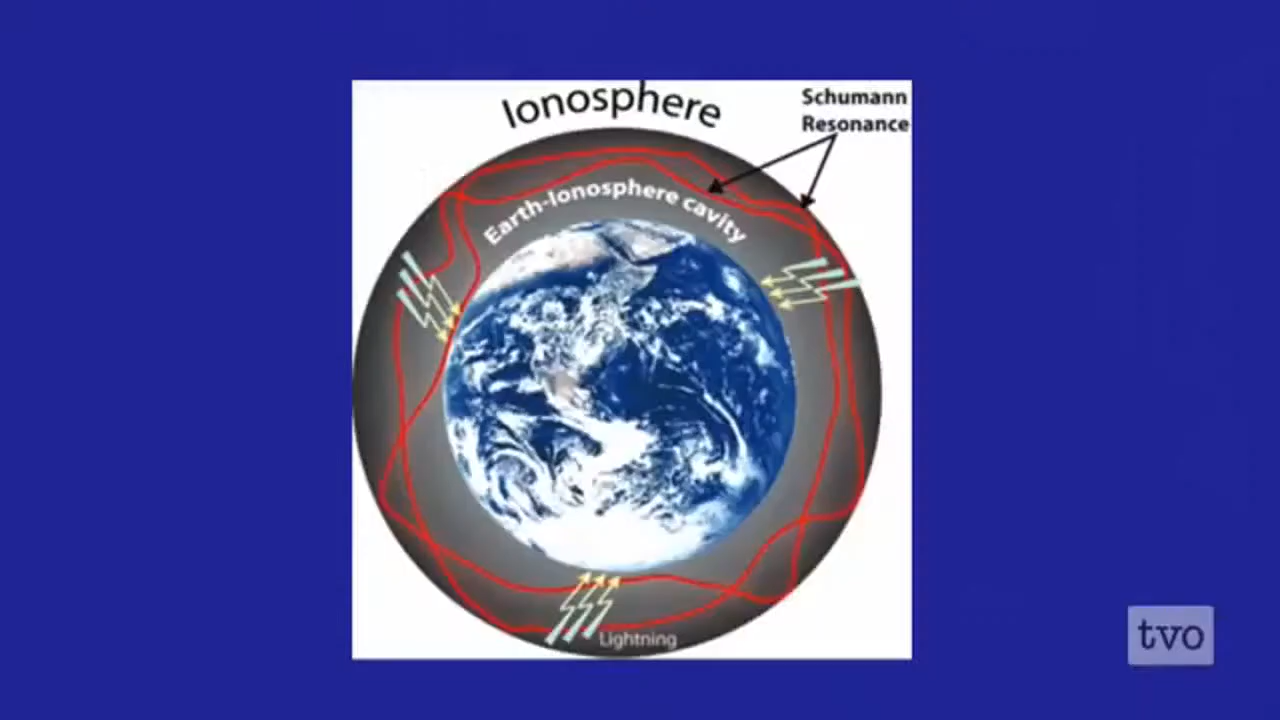 Ionosphere
Schumann
Resonance
Earth-Ionosphere cavity
Lightning
tvo